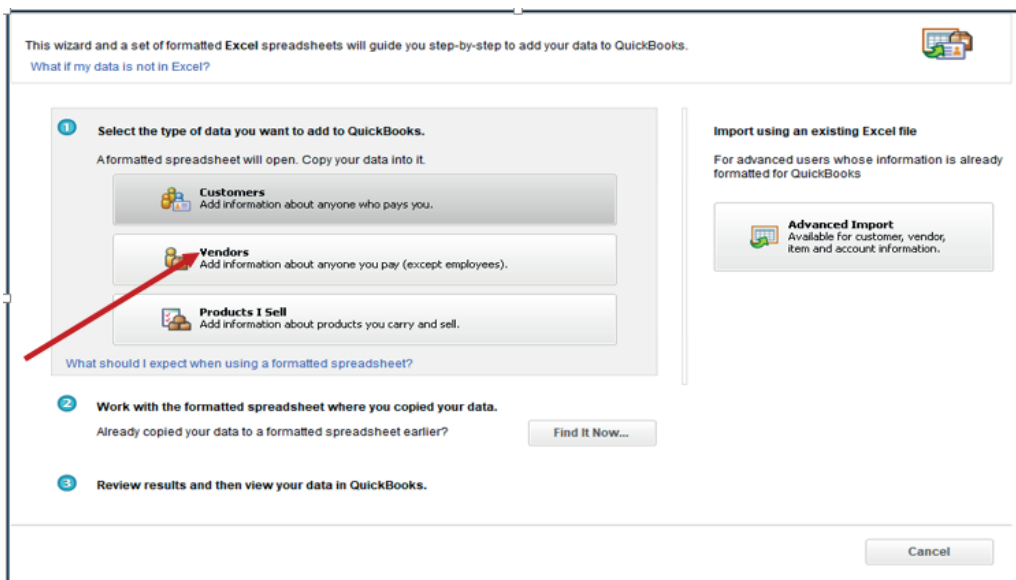 This wizard and a set of formatted Excel spreadsheets will guide you step-by-step to add your data to QuickBooks.
What if my data is not in Excel?
1 Select the type of data you want to add to QuickBooks.
A formatted spreadsheet will open. Copy your data into it.
Customers
Add information about anyone who pays you.
Vendors
Add information about anyone you pay (except employees).
Products I Sell
Add information about products you carry and sell.
What should I expect when using a formatted spreadsheet?
2 Work with the formatted spreadsheet where you copied your data.
Already copied your data to a formatted spreadsheet earlier?
Find It Now...
3 Review results and then view your data in QuickBooks.
Import using an existing Excel file
For advanced users whose information is already
formatted for QuickBooks
Advanced Import
Available for customer, vendor,
item and account information.
Cancel